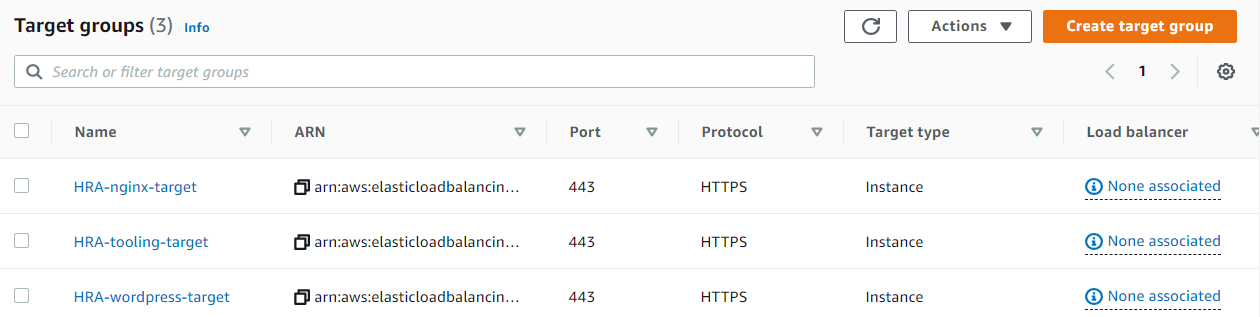 Target groups (3) Info Actions Create target group
Search or filter target groups 1
Name ARN Port Protocol Target type Load balancer
HRA-nginx-target arn:aws:elasticloadbalancin... 443 HTTPS Instance None associated
HRA-tooling-target arn:aws:elasticloadbalancin... 443 HTTPS Instance None associated
HRA-wordpress-target arn:aws:elasticloadbalancin... 443 HTTPS Instance None associated